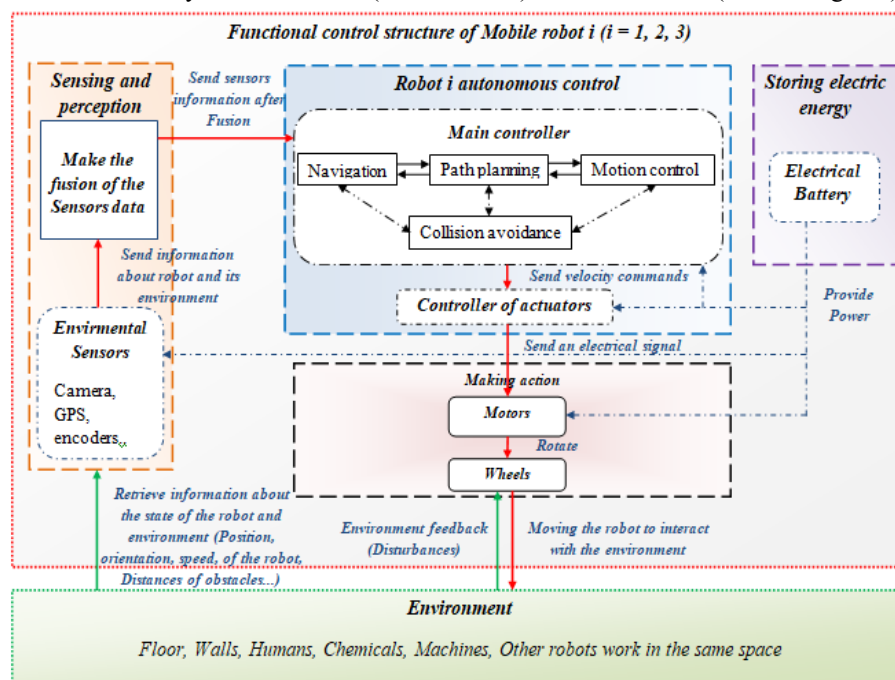 Functional control structure of Mobile robot i (i = 1, 2, 3)
Sensing and
perception
Make the
fusion of the
Sensors data
Send information
about robot and its
environment
Envirmental
Sensors
Camera,
GPS,
encoders,
Send sensors
information after
Fusion
Robot i autonomous control
Main controller
Navigation
Path planning
Motion control
Collision avoidance
Send velocity commands
Controller of actuators
Send an electrical signal
Storing electric
energy
Electrical
Battery
Provide
Power
Making action
Motors
Rotate
Wheels
Retrieve information about
the state of the robot and
environment (Position,
orientation, speed, of the robot,
Distances of obstacles...)
Environment feedback
(Disturbances)
Moving the robot to interact
with the environment
Environment
Floor, Walls, Humans, Chemicals, Machines, Other robots work in the same space